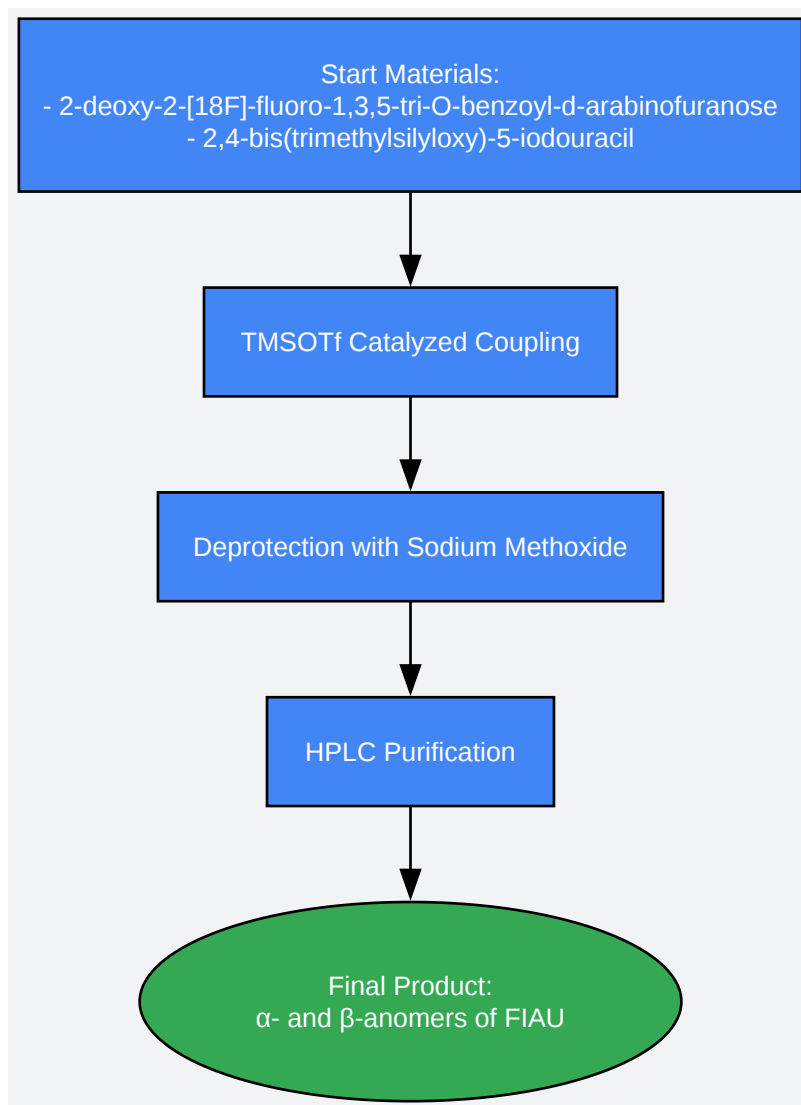 Start Materials:
- 2-deoxy-2-[18F]-fluoro-1,3,5-tri-O-benzoyl-d-arabinofuranose
- 2,4-bis(trimethylsilyloxy)-5-iodouracil
TMSOTf Catalyzed Coupling
Deprotection with Sodium Methoxide
HPLC Purification
Final Product:
α- and β-anomers of FIAU